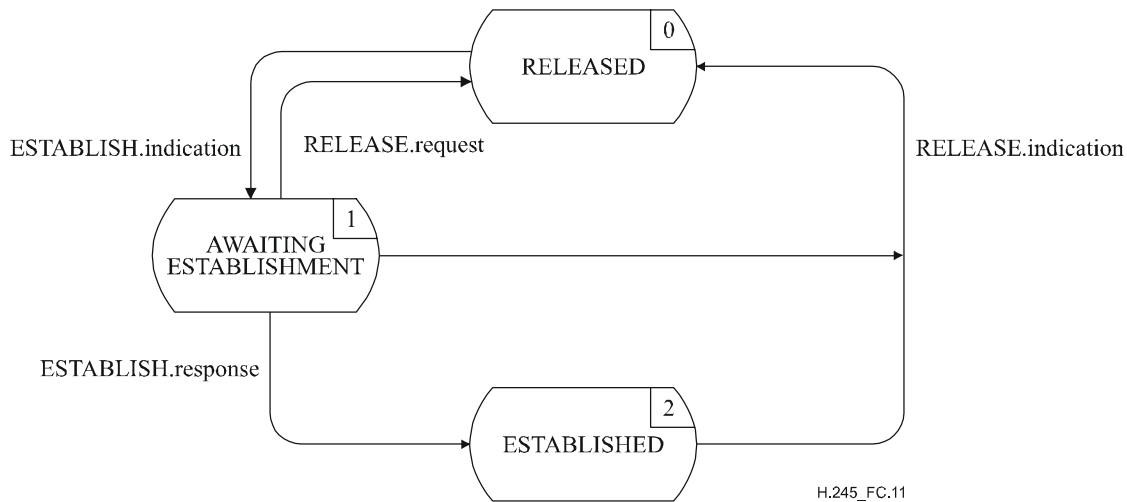 0
RELEASED
ESTABLISH.indication
RELEASE.request
RELEASE.indication
1
AWAITING
ESTABLISHMENT
ESTABLISH.response
2
ESTABLISHED
H.245_FC.11